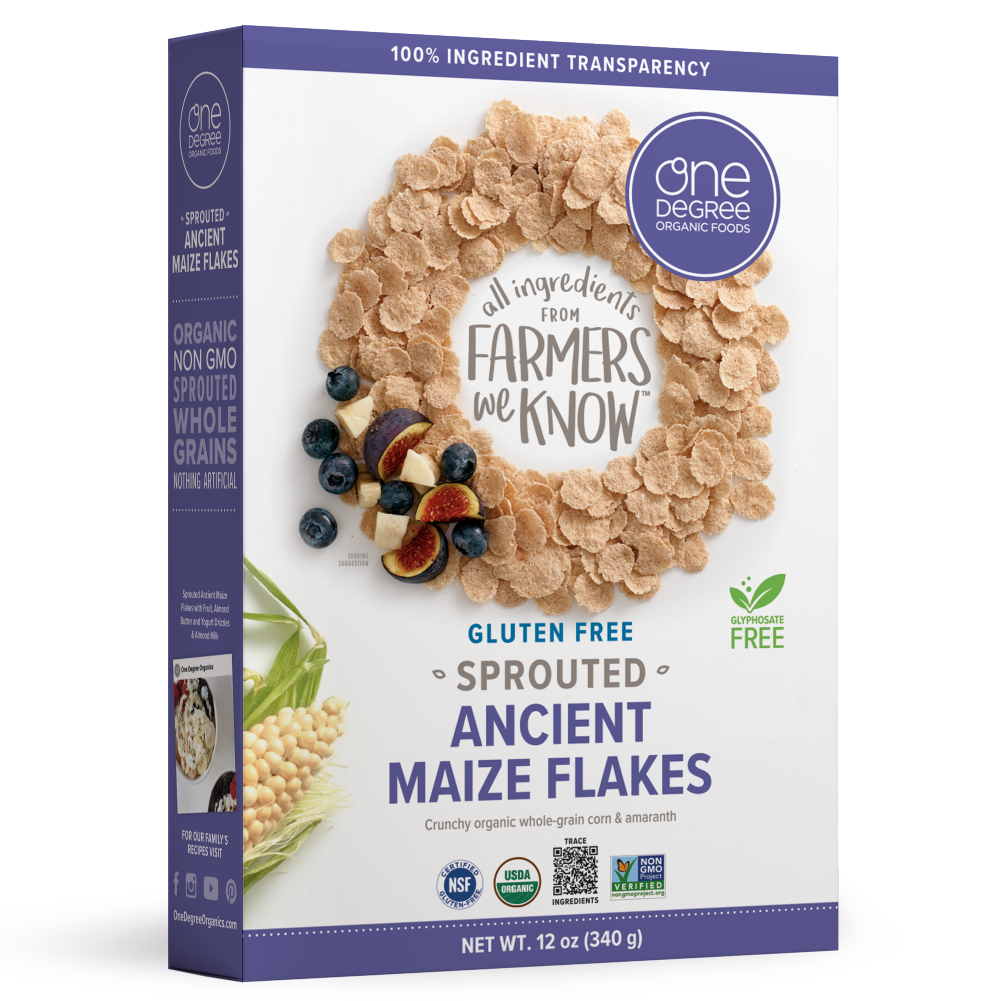 100% INGREDIENT TRANSPARENCY
One
DEGREE
ORGANIC FOODS
all ingredients
FROM
FARMERS
we KNOW™
SERVING
SUGGESTION
GLYPHOSATE
FREE
GLUTEN FREE
SPROUTED
ANCIENT
MAIZE FLAKES
Crunchy organic whole-grain corn & amaranth
CERTIFIED
NSF
GLUTEN-FREE
USDA
ORGANIC
TRACE
INGREDIENTS
NON
GMO
Project
VERIFIED
nongmoproject.org
NET WT. 12 oz (340 g)
One
DEGREE
ORGANIC FOODS
- SPROUTED -
ANCIENT
MAIZE FLAKES
ORGANIC
NON GMO
SPROUTED
WHOLE
GRAINS
NOTHING ARTIFICIAL
Sprouted Ancient Maize
Flakes with Fruit, Almond
Butter and Yogurt Drizzles
& Almond Milk
One Degree Organics
FOR OUR FAMILY'S
RECIPES VISIT
OneDegreeOrganics.com